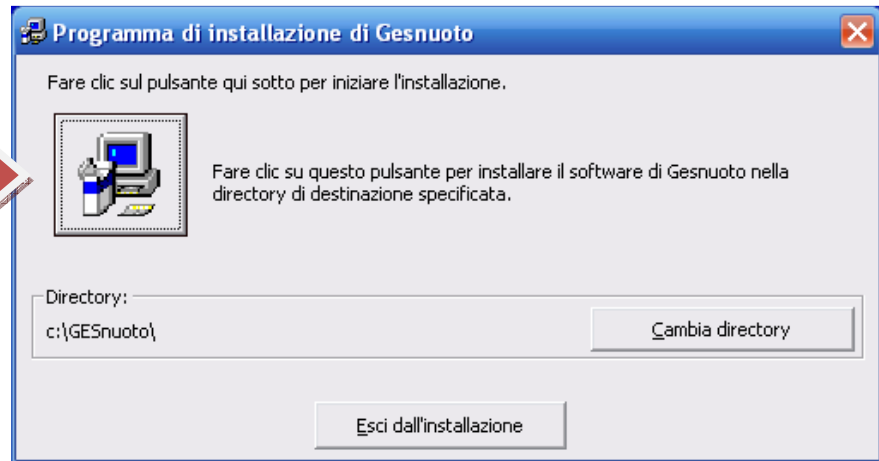 Programma di installazione di Gesnuoto
Fare clic sul pulsante qui sotto per iniziare l'installazione.
Fare clic su questo pulsante per installare il software di Gesnuoto nella
directory di destinazione specificata.
Directory:
c:\GESnuoto\
Cambia directory
Esci dall'installazione